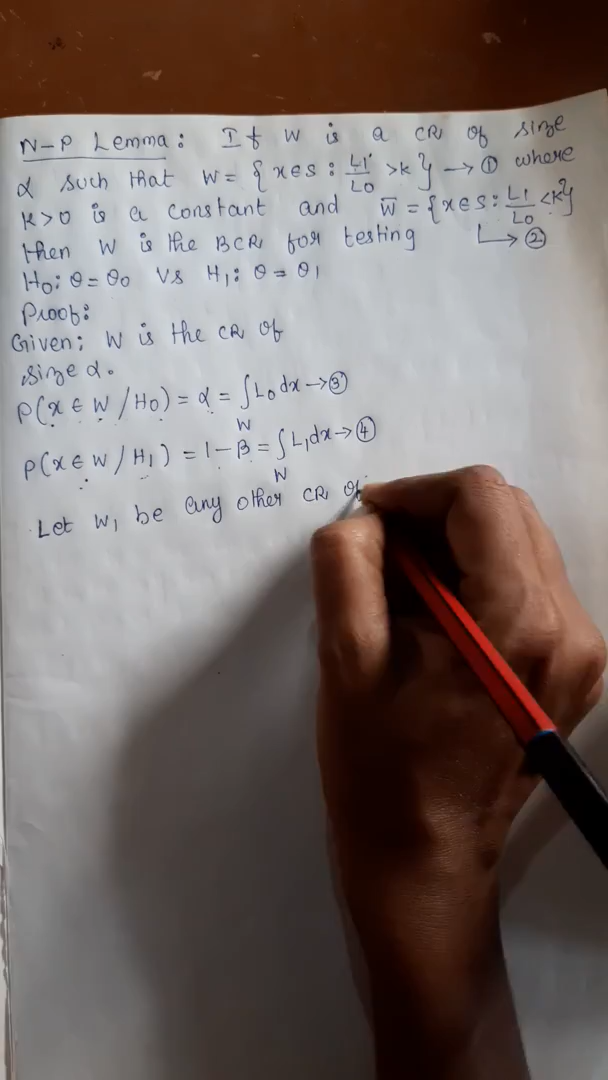 N-P Lemma: If W is a CR of size
α such that W = { x∈s : L1/L0 >k } → ① where
K>0 is a constant and W̅ = {x∈s: L1/L0 <k}
then W is the BCR for testing ↳ ②
H0: θ = θ0 Vs H1: θ = θ1
Proof:
Given: W is the CR of
size α.
P(x ∈ W /H0) = α = ∫W L0 dx → ③
P(x ∈ W / H1) = 1-β = ∫W L1 dx → ④
Let W1 be any other CR of